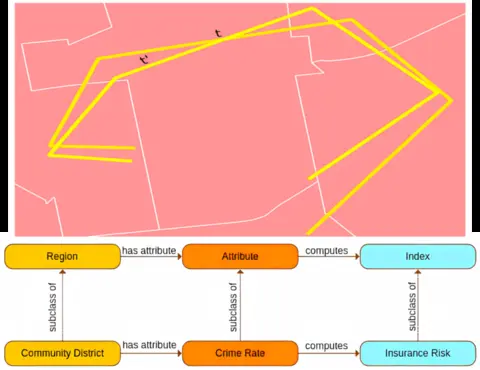 t
t'
Region
has attribute
Attribute
computes
Index
subclass of
subclass of
subclass of
Community District
has attribute
Crime Rate
computes
Insurance Risk